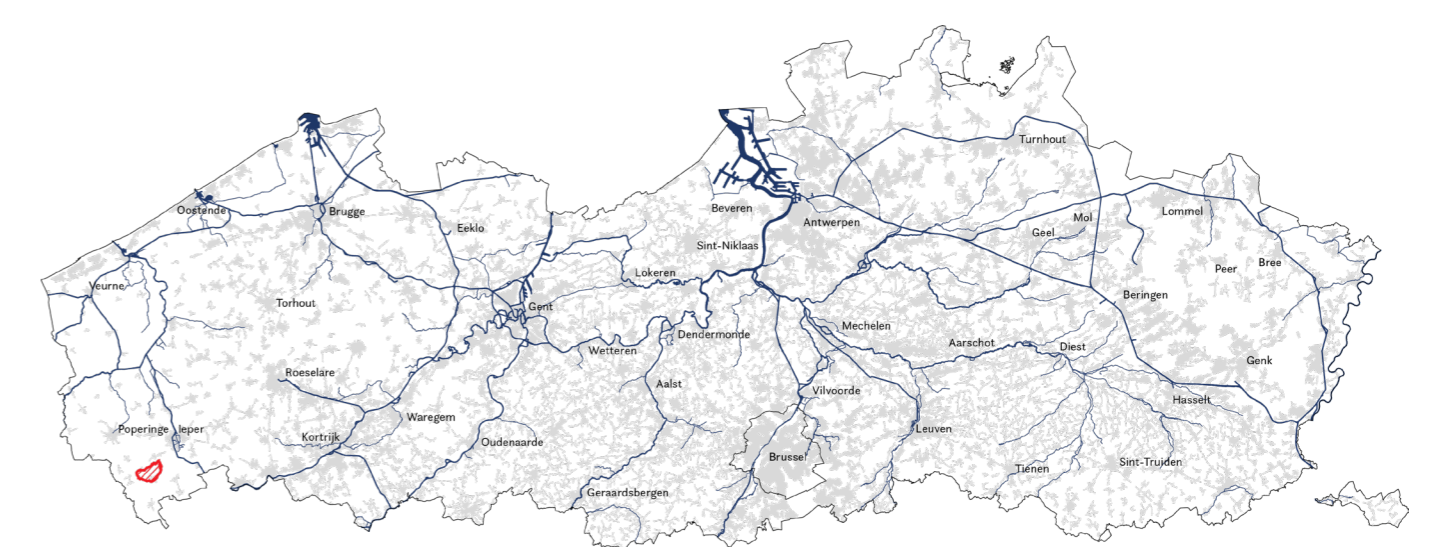 Turnhout
Oostende
Brugge
Beveren
Lommel
Antwerpen
Mol
Eeklo
Geel
Sint-Niklaas
Lokeren
Peer
Bree
Veurne
Torhout
Gent
Beringen
Mechelen
Dendermonde
Wetteren
Aarschot
Diest
Genk
Roeselare
Aalst
Vilvoorde
Hasselt
Waregem
Poperinge
Ieper
Kortrijk
Oudenaarde
Leuven
Brussel
Tienen
Sint-Truiden
Geraardsbergen